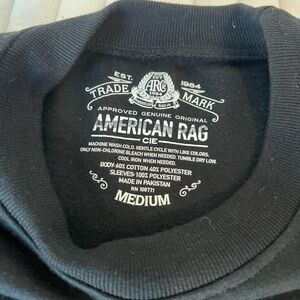 EST. 1984
ARC
TRADE MARK
APPROVED GENUINE ORIGINAL
AMERICAN RAG
CIE
MACHINE WASH COLD. GENTLE CYCLE WITH LIKE COLORS.
ONLY NON-CHLORINE BLEACH WHEN NEEDED. TUMBLE DRY LOW.
COOL IRON WHEN NEEDED.
BODY: 60% COTTON 40% POLYESTER
SLEEVES: 100% POLYESTER
MADE IN PAKISTAN
RN 108771
MEDIUM